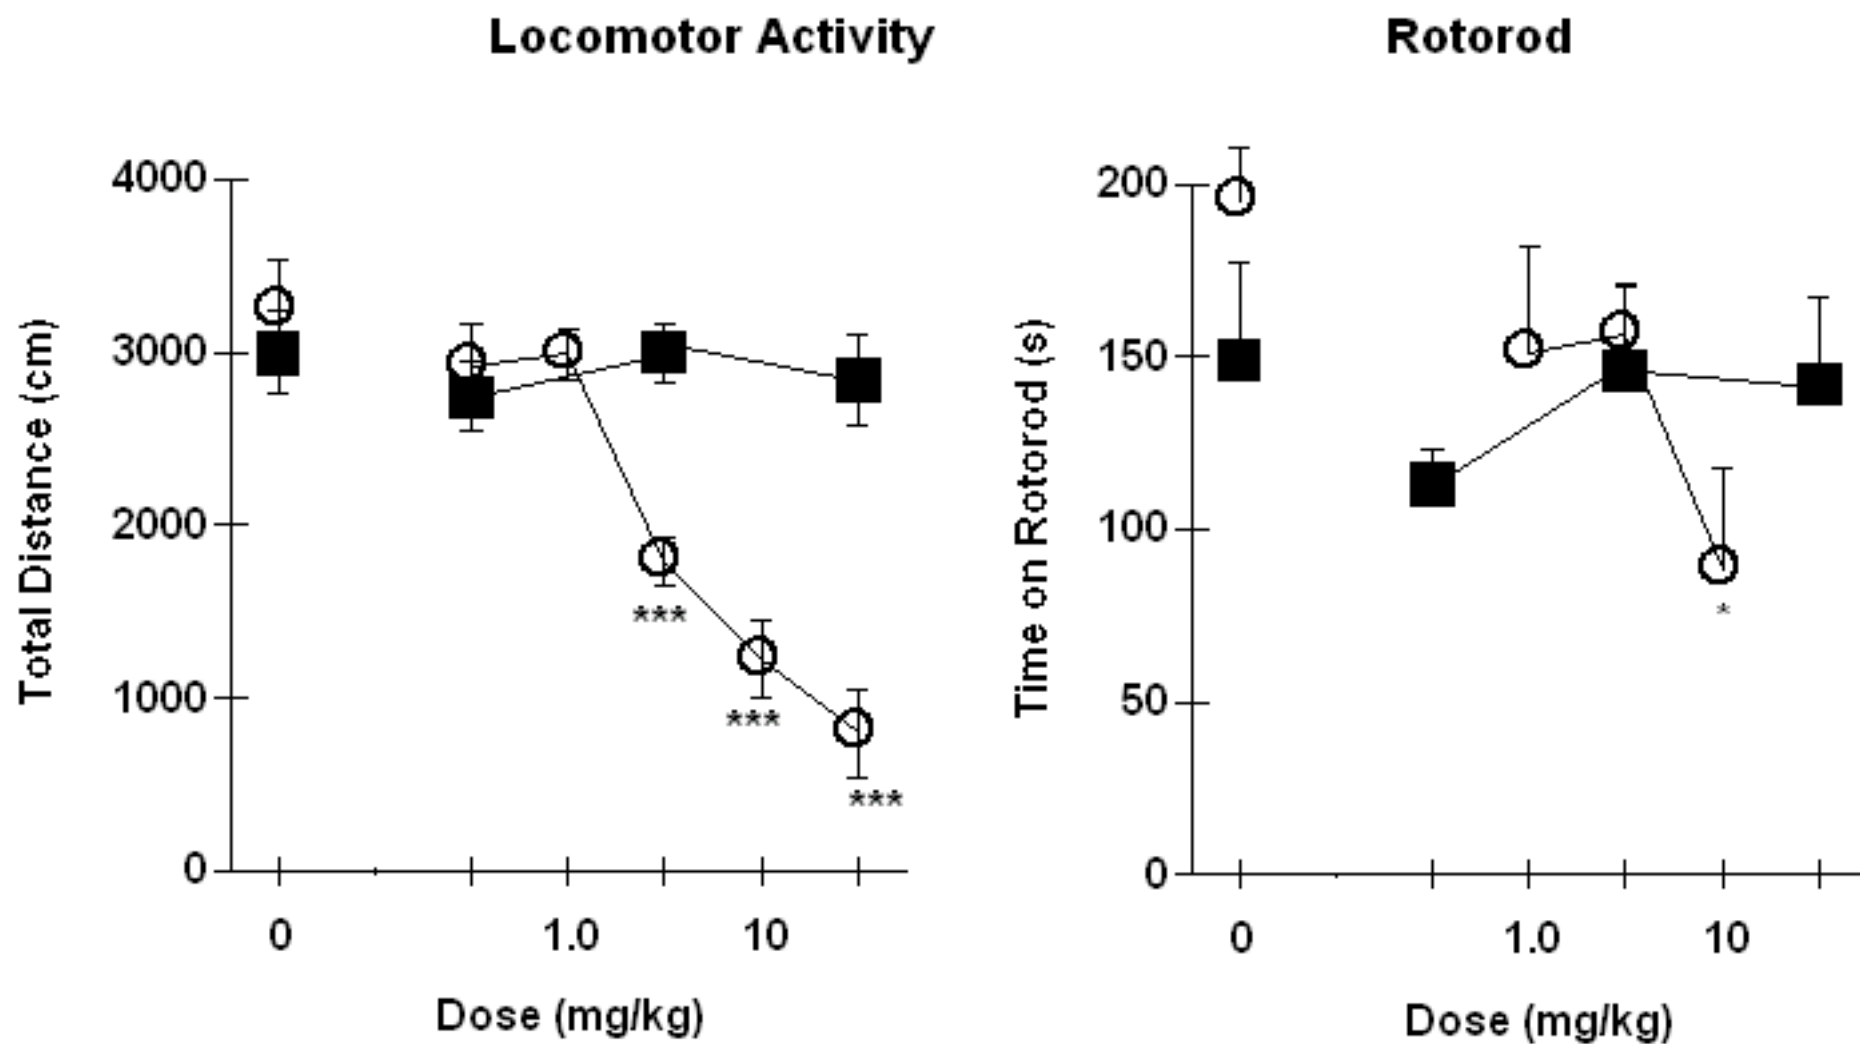 Locomotor Activity
Rotorod
Total Distance (cm)
4000
3000
2000
1000
0
0 1.0 10
Dose (mg/kg)
***
***
***
Time on Rotorod (s)
200
150
100
50
0
0 1.0 10
Dose (mg/kg)
*